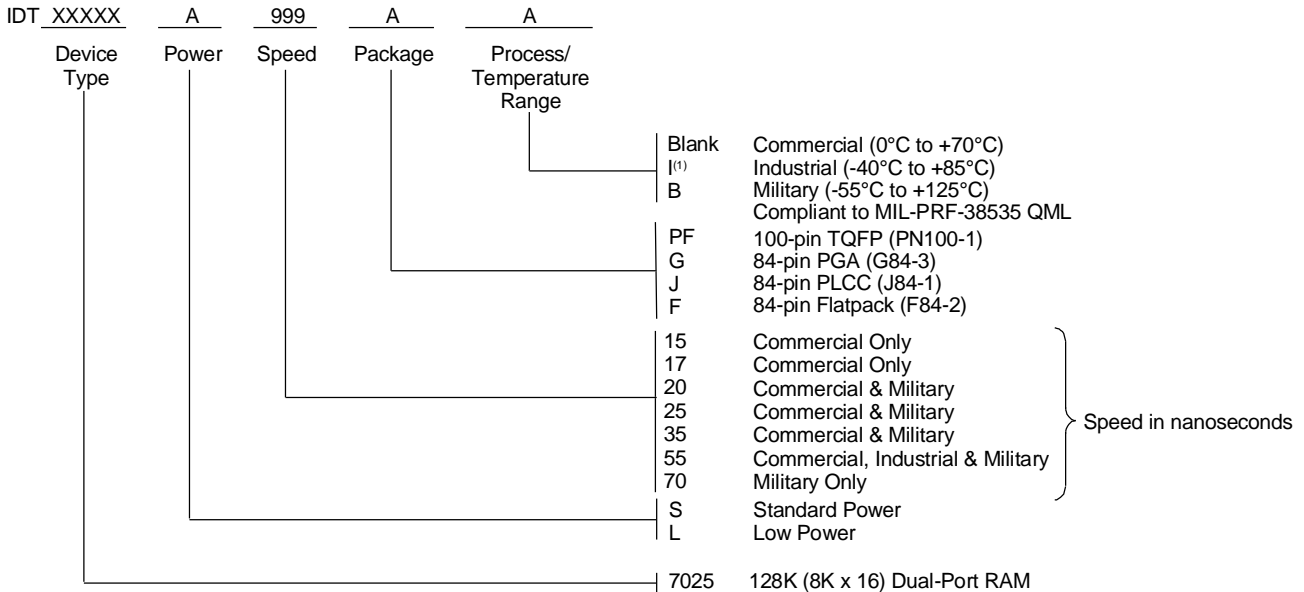 IDT XXXXX A 999 A A
Device Type Power Speed Package Process/ Temperature Range
Blank Commercial (0°C to +70°C)
I(1) Industrial (-40°C to +85°C)
B Military (-55°C to +125°C)
Compliant to MIL-PRF-38535 QML
PF 100-pin TQFP (PN100-1)
G 84-pin PGA (G84-3)
J 84-pin PLCC (J84-1)
F 84-pin Flatpack (F84-2)
15 Commercial Only
17 Commercial Only
20 Commercial & Military
25 Commercial & Military
35 Commercial & Military
55 Commercial, Industrial & Military
70 Military Only
Speed in nanoseconds
S Standard Power
L Low Power
7025 128K (8K x 16) Dual-Port RAM